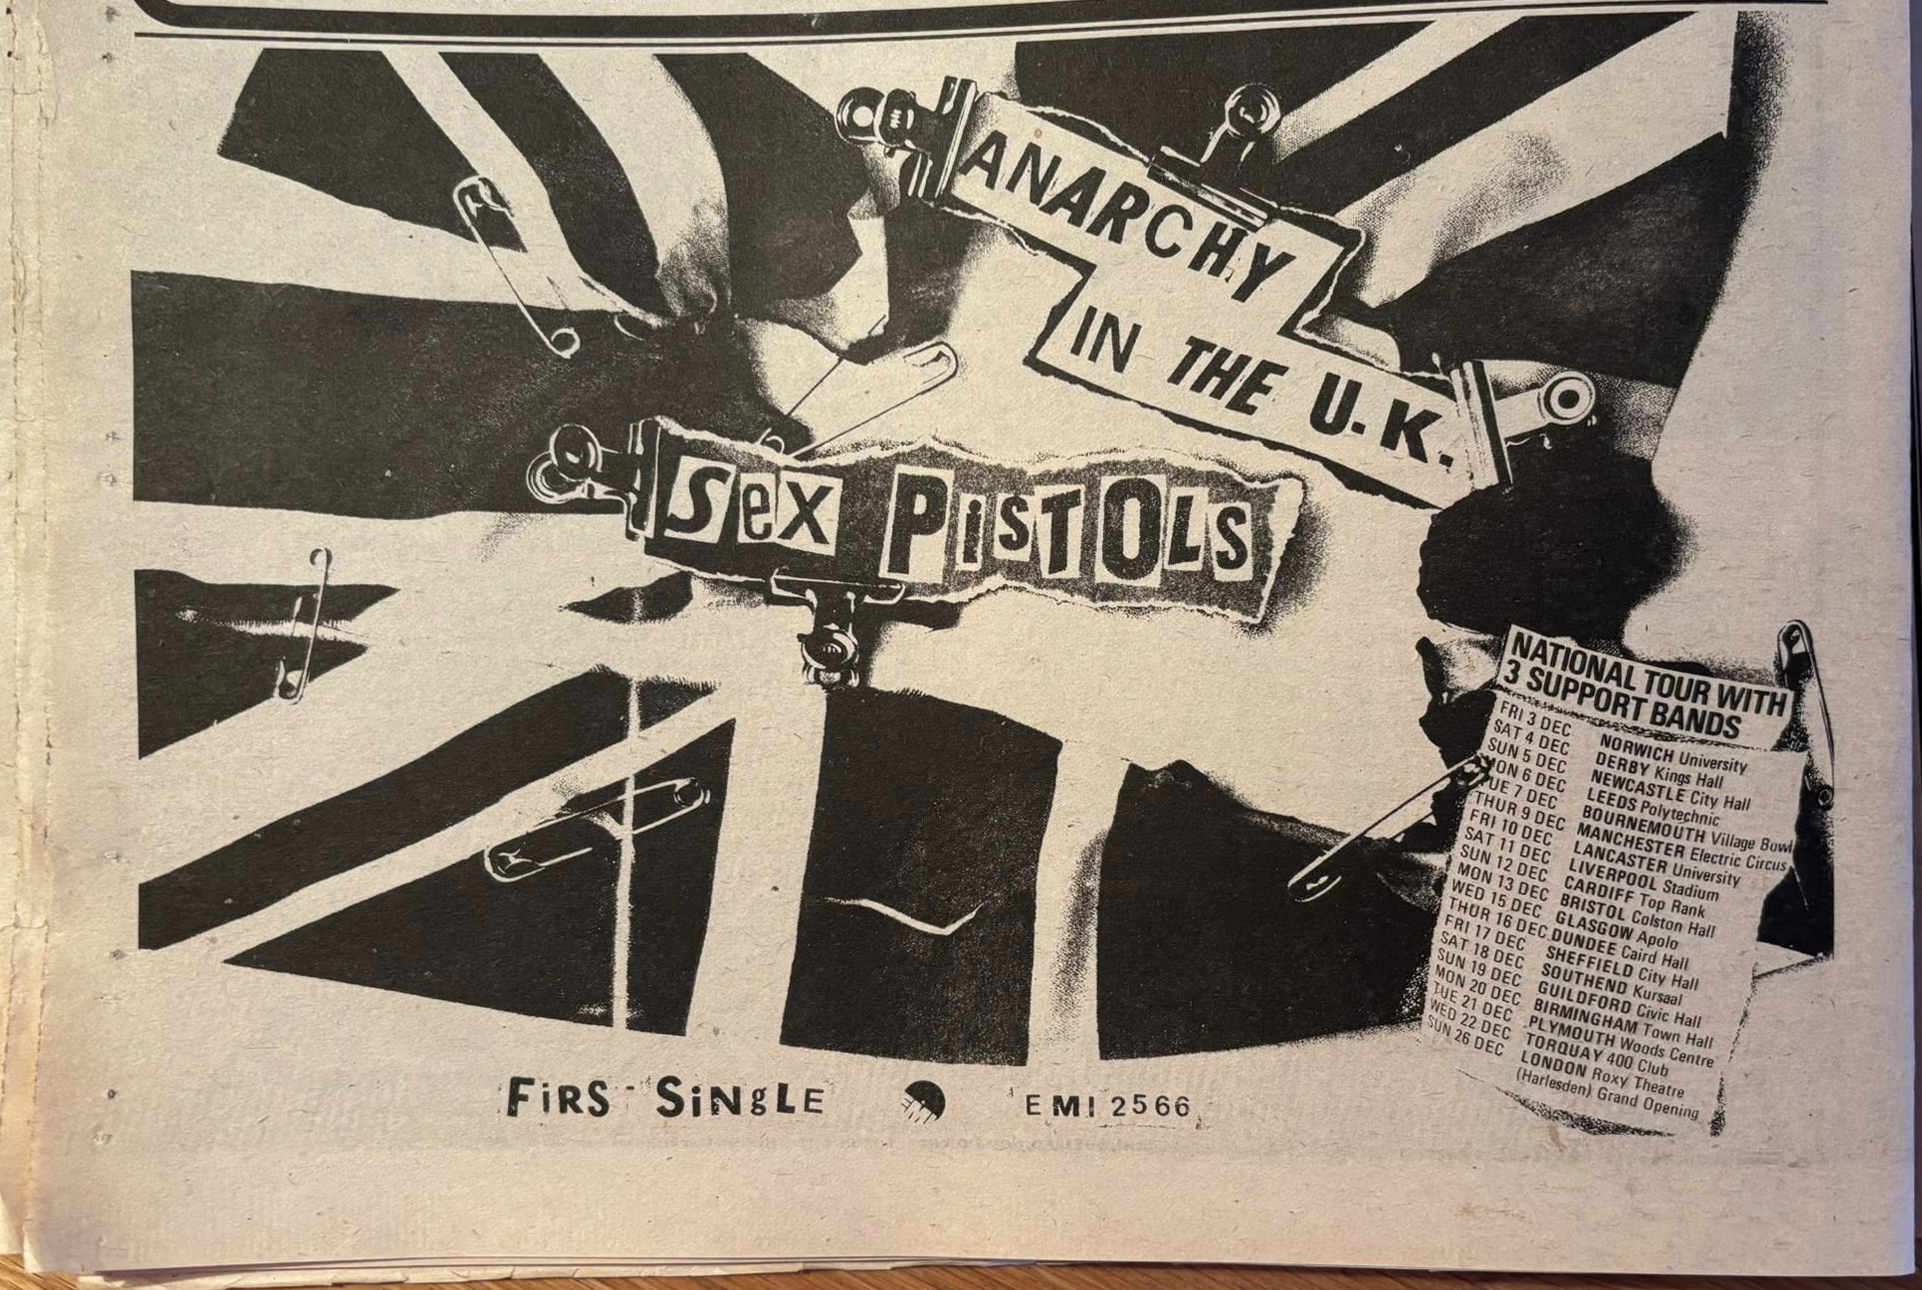 ANARCHY
IN THE U.K.
SeX PiSTOLS
NATIONAL TOUR WITH
3 SUPPORT BANDS
FRI 3 DEC NORWICH University
SAT 4 DEC DERBY Kings Hall
SUN 5 DEC NEWCASTLE City Hall
MON 6 DEC LEEDS Polytechnic
TUE 7 DEC BOURNEMOUTH Village Bowl
THUR 9 DEC MANCHESTER Electric Circus
FRI 10 DEC LANCASTER University
SAT 11 DEC LIVERPOOL Stadium
SUN 12 DEC CARDIFF Top Rank
MON 13 DEC BRISTOL Colston Hall
WED 15 DEC GLASGOW Apolo
THUR 16 DEC DUNDEE Caird Hall
FRI 17 DEC SHEFFIELD City Hall
SAT 18 DEC SOUTHEND Kursaal
SUN 19 DEC GUILDFORD Civic Hall
MON 20 DEC BIRMINGHAM Town Hall
TUE 21 DEC PLYMOUTH Woods Centre
WED 22 DEC TORQUAY 400 Club
SUN 26 DEC LONDON Roxy Theatre
(Harlesden) Grand Opening
FiRST SiNgLE EMI EMI 2566